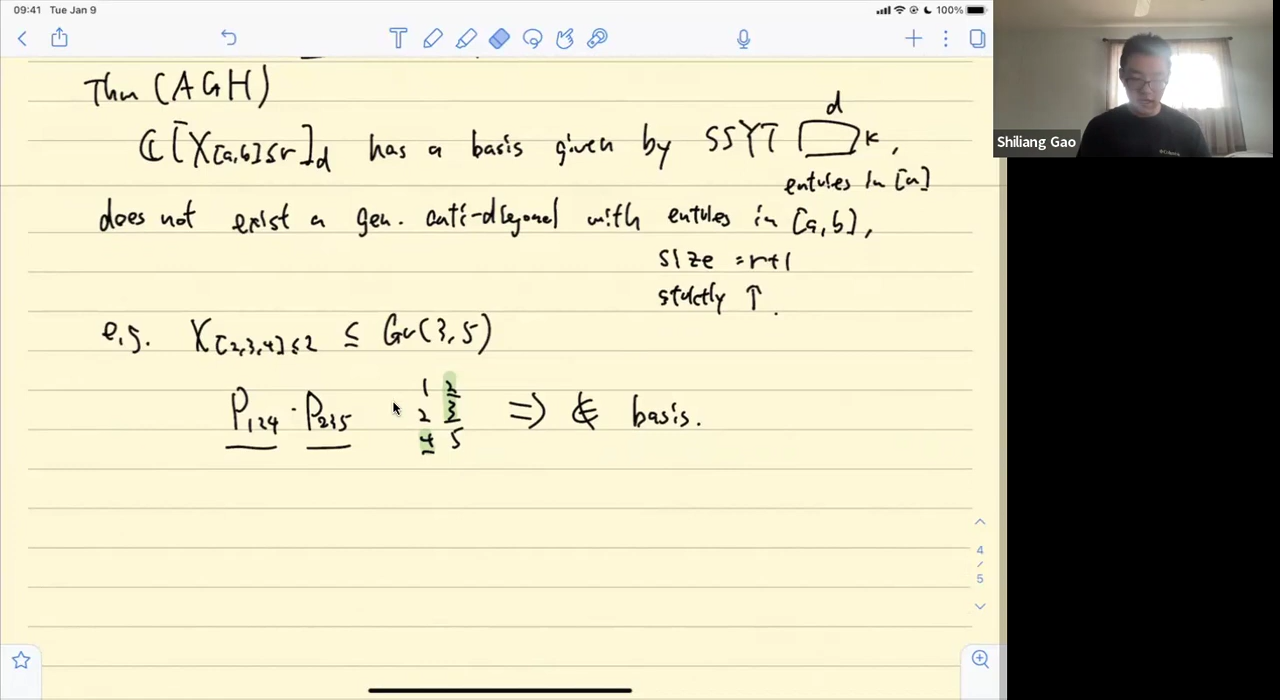 09:41 Tue Jan 9
100%
Thm (AGH)
ℂ[X[a,b]≤r]d has a basis given by SSYT d k,
entries in [n]
does not exist a gen. anti-diagonal with entries in [a,b],
size = r+1
strictly ↑.
e.g. X[2,3,4]≤2 ⊆ Gr(3,5)
P124 · P235 1 2 ⇒ ∉ basis.
2 3
4 5
4
/
5
Shiliang Gao